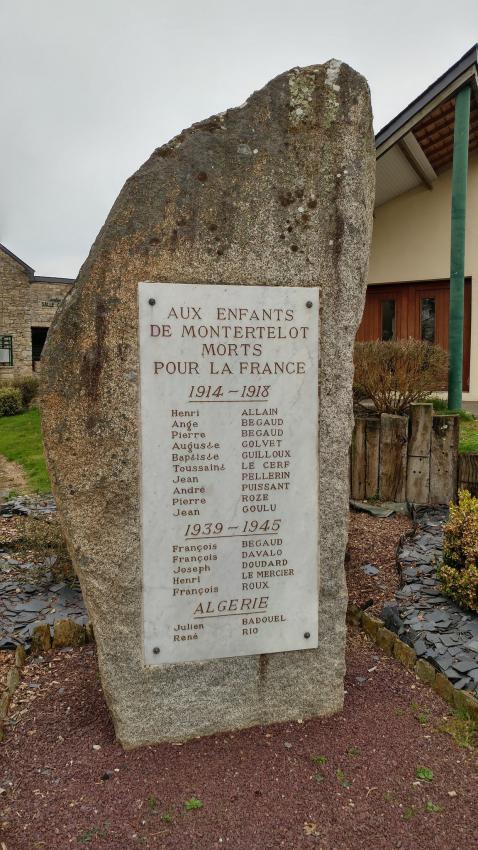 AUX ENFANTS
DE MONTERTELOT
MORTS
POUR LA FRANCE
1914-1918
Henri ALLAIN
Ange BEGAUD
Pierre BEGAUD
Auguste GOLVET
Baptiste GUILLOUX
Toussaint LE CERF
Jean PELLERIN
André PUISSANT
Pierre ROZE
Jean GOULU
1939-1945
François BEGAUD
François DAVALO
Joseph DOUDARD
Henri LE MERCIER
François ROUX
ALGERIE
Julien BADOUEL
René RIO